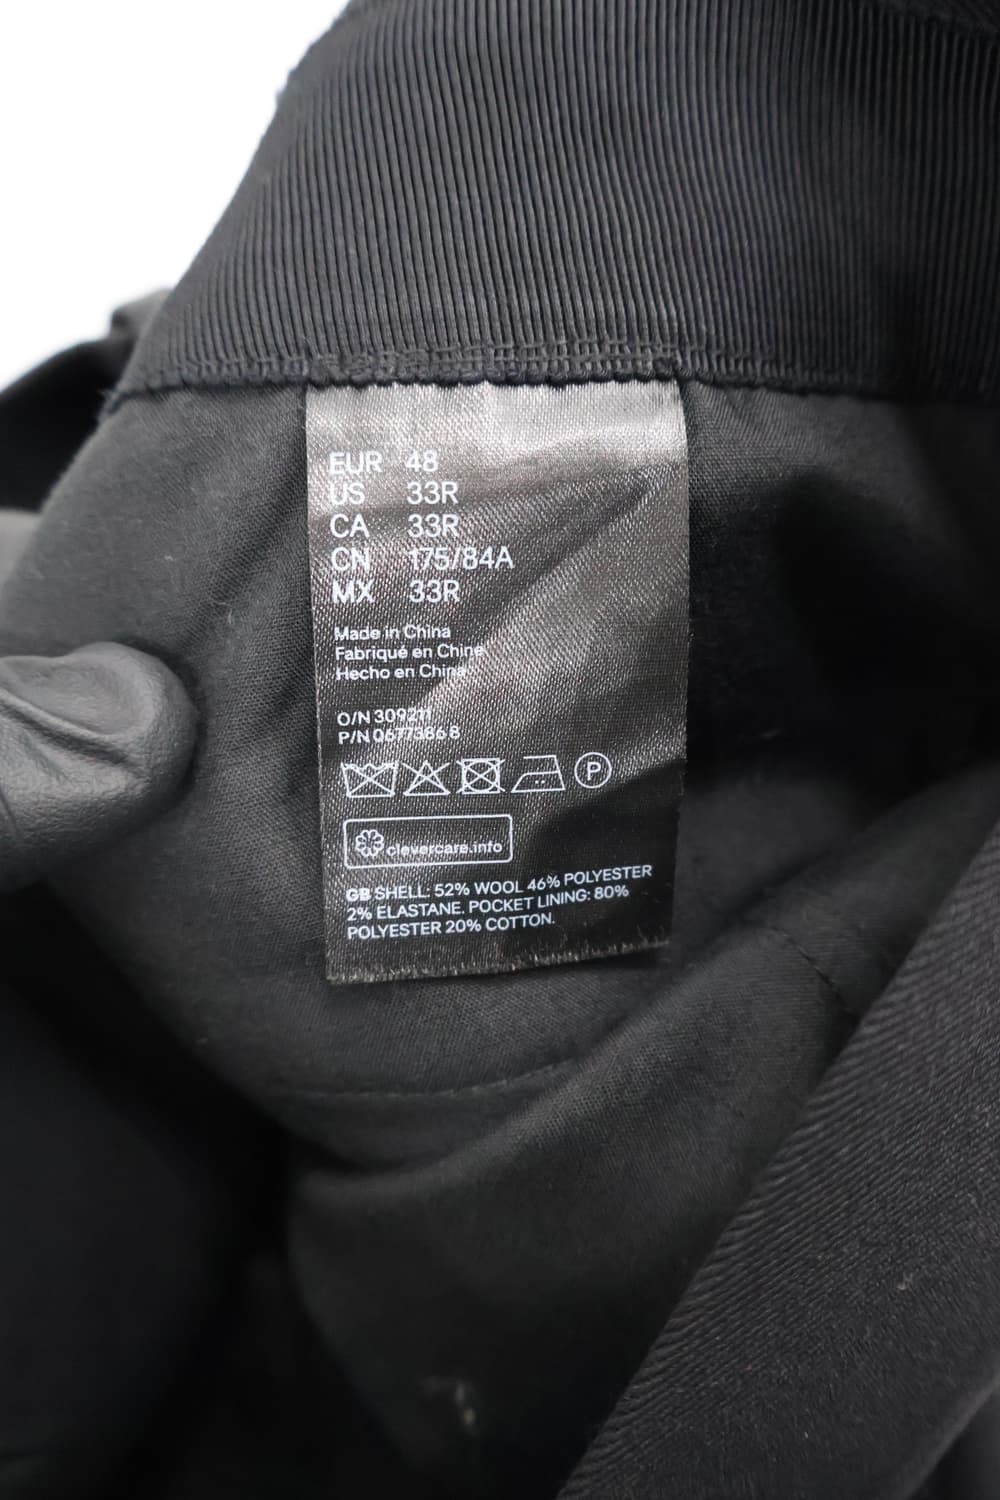 EUR 48
US 33R
CA 33R
CN 175/84A
MX 33R
Made in China
Fabriqué en Chine
Hecho en China
O/N 309211
P/N 06773868
P
clevercare.info
GB SHELL: 52% WOOL 46% POLYESTER
2% ELASTANE. POCKET LINING: 80%
POLYESTER 20% COTTON.